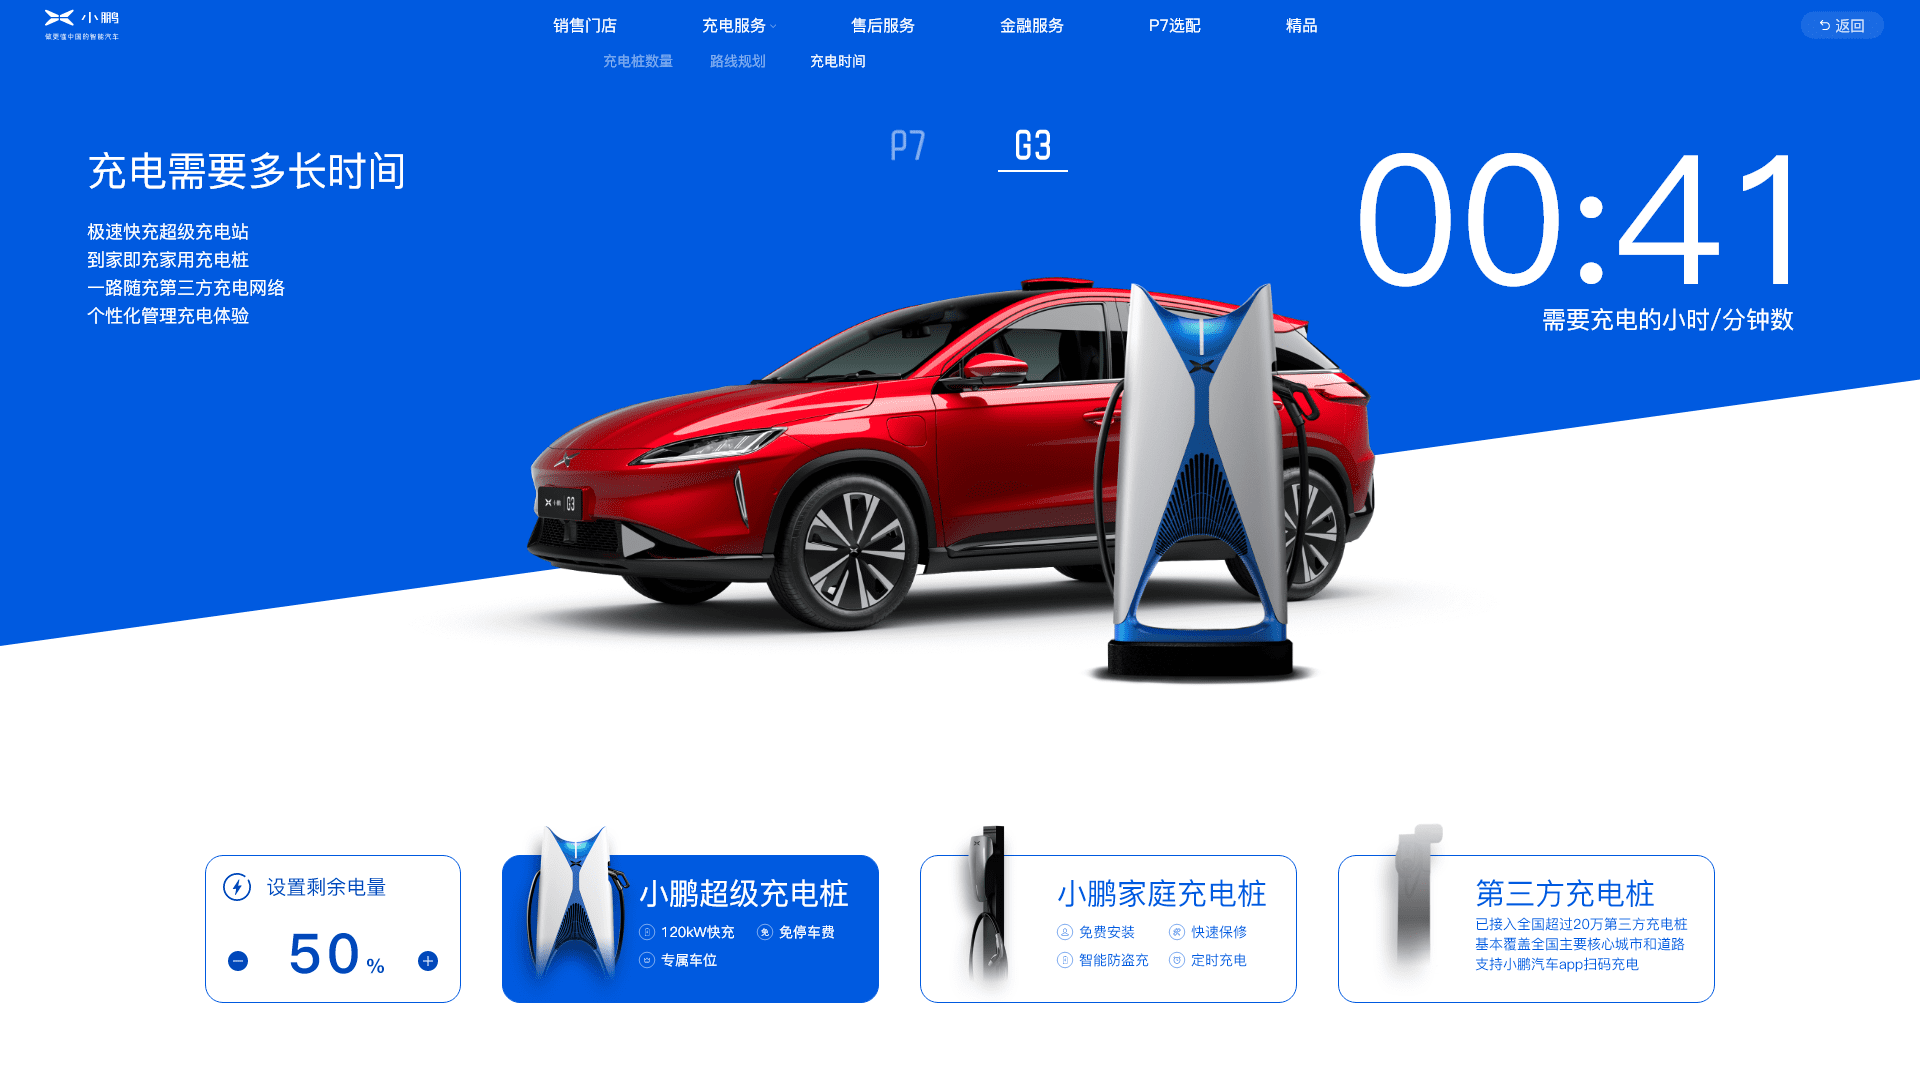 小鹏
做更懂中国的智能汽车
销售门店
充电服务
售后服务
金融服务
P7选配
精品
返回
充电桩数量
路线规划
充电时间
P7
G3
充电需要多长时间
极速快充超级充电站
到家即充家用充电桩
一路随充第三方充电网络
个性化管理充电体验
00:41
需要充电的小时/分钟数
小鹏 G3
设置剩余电量
50%
小鹏超级充电桩
120kW快充
免 免停车费
专属车位
小鹏家庭充电桩
免费安装
快速保修
智能防盗充
定时充电
第三方充电桩
已接入全国超过20万第三方充电桩
基本覆盖全国主要核心城市和道路
支持小鹏汽车app扫码充电